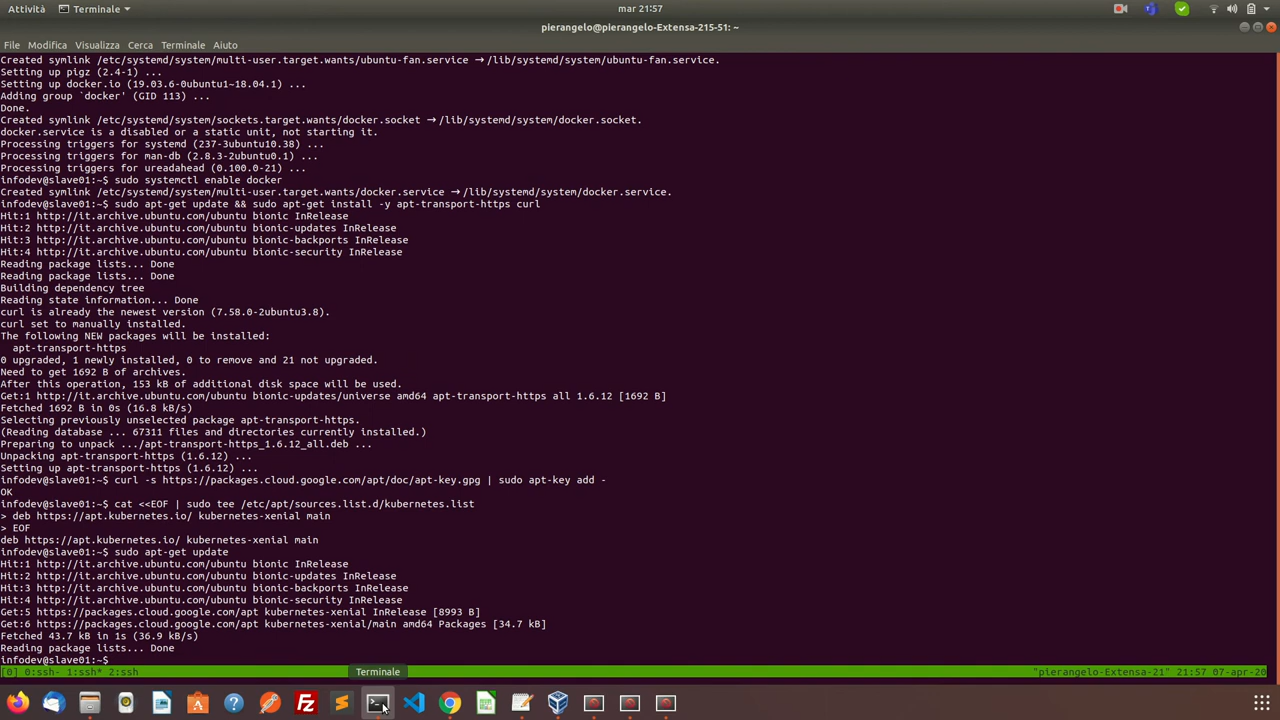 Attività
Terminale
mar 21:57
pierangelo@pierangelo-Extensa-215-51: ~
File Modifica Visualizza Cerca Terminale Aiuto
Created symlink /etc/systemd/system/multi-user.target.wants/ubuntu-fan.service → /lib/systemd/system/ubuntu-fan.service.
Setting up pigz (2.4-1) ...
Setting up docker.io (19.03.6-0ubuntu1~18.04.1) ...
Adding group `docker' (GID 113) ...
Done.
Created symlink /etc/systemd/system/sockets.target.wants/docker.socket → /lib/systemd/system/docker.socket.
docker.service is a disabled or a static unit, not starting it.
Processing triggers for systemd (237-3ubuntu10.38) ...
Processing triggers for man-db (2.8.3-2ubuntu0.1) ...
Processing triggers for ureadahead (0.100.0-21) ...
infodev@slave01:~$ sudo systemctl enable docker
Created symlink /etc/systemd/system/multi-user.target.wants/docker.service → /lib/systemd/system/docker.service.
infodev@slave01:~$ sudo apt-get update && sudo apt-get install -y apt-transport-https curl
Hit:1 http://it.archive.ubuntu.com/ubuntu bionic InRelease
Hit:2 http://it.archive.ubuntu.com/ubuntu bionic-updates InRelease
Hit:3 http://it.archive.ubuntu.com/ubuntu bionic-backports InRelease
Hit:4 http://it.archive.ubuntu.com/ubuntu bionic-security InRelease
Reading package lists... Done
Reading package lists... Done
Building dependency tree
Reading state information... Done
curl is already the newest version (7.58.0-2ubuntu3.8).
curl set to manually installed.
The following NEW packages will be installed:
apt-transport-https
0 upgraded, 1 newly installed, 0 to remove and 21 not upgraded.
Need to get 1692 B of archives.
After this operation, 153 kB of additional disk space will be used.
Get:1 http://it.archive.ubuntu.com/ubuntu bionic-updates/universe amd64 apt-transport-https all 1.6.12 [1692 B]
Fetched 1692 B in 0s (16.8 kB/s)
Selecting previously unselected package apt-transport-https.
(Reading database ... 67311 files and directories currently installed.)
Preparing to unpack .../apt-transport-https_1.6.12_all.deb ...
Unpacking apt-transport-https (1.6.12) ...
Setting up apt-transport-https (1.6.12) ...
infodev@slave01:~$ curl -s https://packages.cloud.google.com/apt/doc/apt-key.gpg | sudo apt-key add -
OK
infodev@slave01:~$ cat <<EOF | sudo tee /etc/apt/sources.list.d/kubernetes.list
> deb https://apt.kubernetes.io/ kubernetes-xenial main
> EOF
deb https://apt.kubernetes.io/ kubernetes-xenial main
infodev@slave01:~$ sudo apt-get update
Hit:1 http://it.archive.ubuntu.com/ubuntu bionic InRelease
Hit:2 http://it.archive.ubuntu.com/ubuntu bionic-updates InRelease
Hit:3 http://it.archive.ubuntu.com/ubuntu bionic-backports InRelease
Hit:4 http://it.archive.ubuntu.com/ubuntu bionic-security InRelease
Get:5 https://packages.cloud.google.com/apt kubernetes-xenial InRelease [8993 B]
Get:6 https://packages.cloud.google.com/apt kubernetes-xenial/main amd64 Packages [34.7 kB]
Fetched 43.7 kB in 1s (36.9 kB/s)
Reading package lists... Done
infodev@slave01:~$
[0] 0:ssh- 1:ssh* 2:ssh
Terminale
"pierangelo-Extensa-21" 21:57 07-apr-20